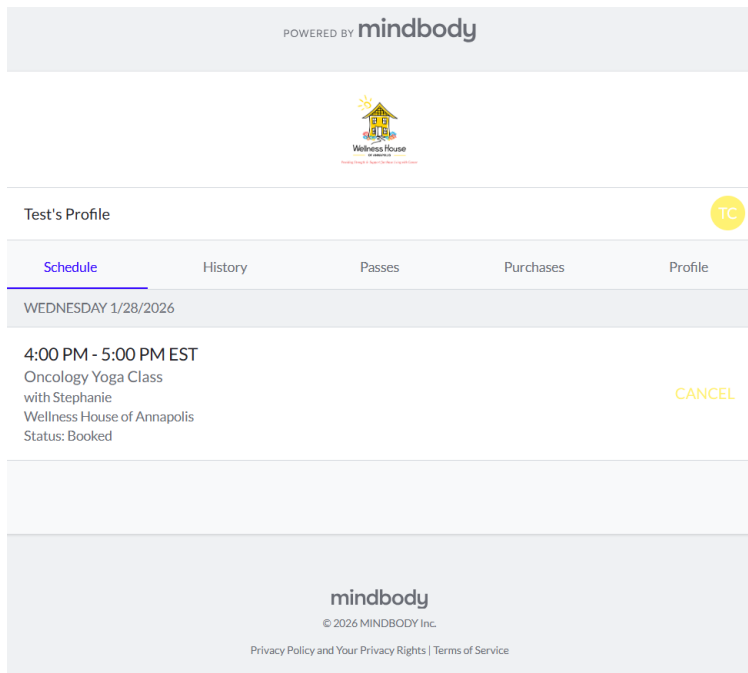 POWERED BY mindbody
Wellness House
OF ANNAPOLIS
Test's Profile
TC
Schedule History Passes Purchases Profile
WEDNESDAY 1/28/2026
4:00 PM - 5:00 PM EST
Oncology Yoga Class
with Stephanie
CANCEL
Wellness House of Annapolis
Status: Booked
mindbody
© 2026 MINDBODY Inc.
Privacy Policy and Your Privacy Rights | Terms of Service